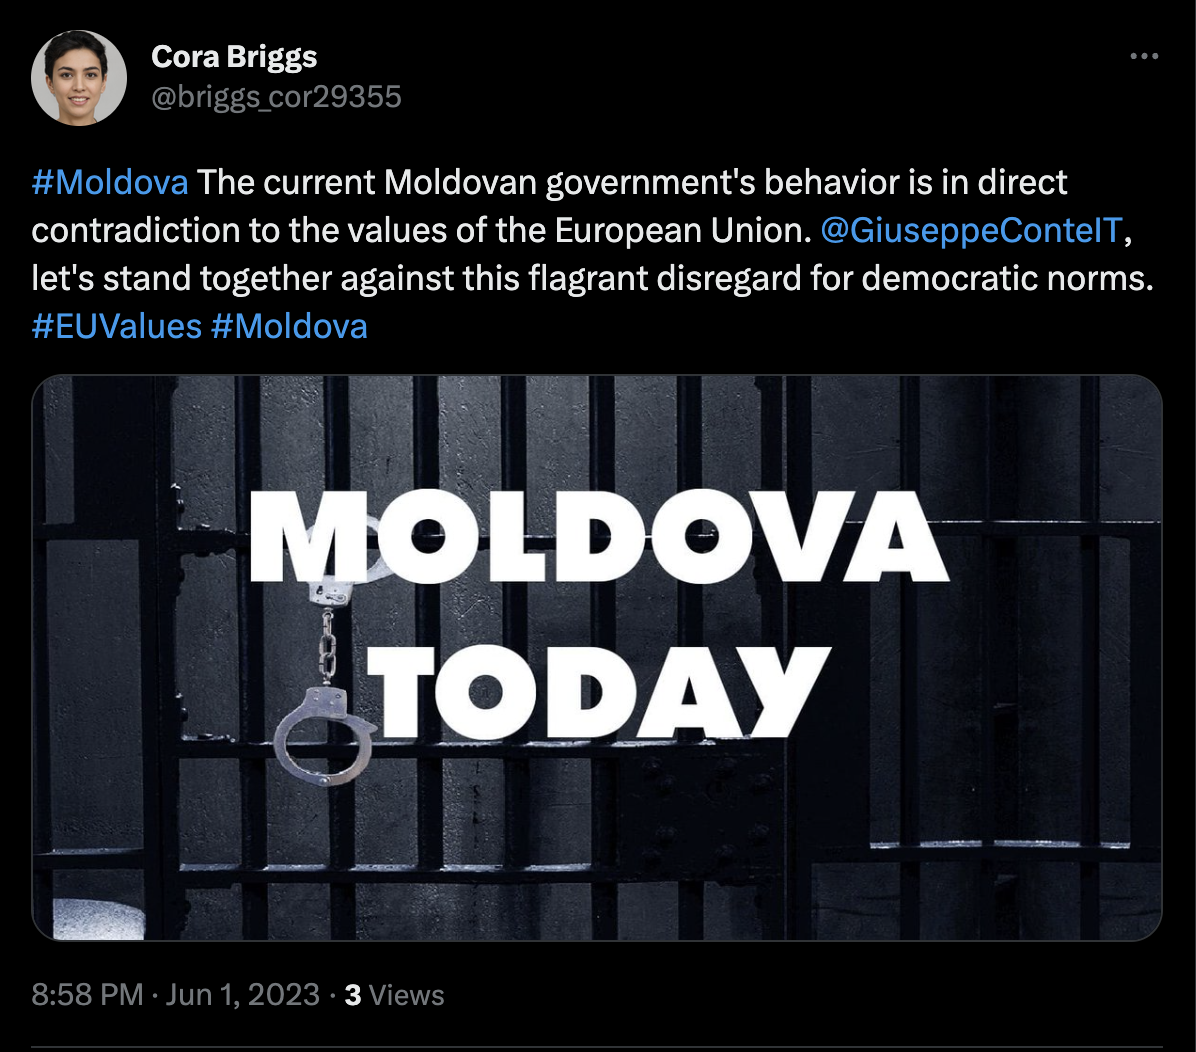 Cora Briggs
@briggs_cor29355
#Moldova The current Moldovan government's behavior is in direct
contradiction to the values of the European Union. @GiuseppeConteIT,
let's stand together against this flagrant disregard for democratic norms.
#EUValues #Moldova
MOLDOVA
TODAY
8:58 PM · Jun 1, 2023 · 3 Views